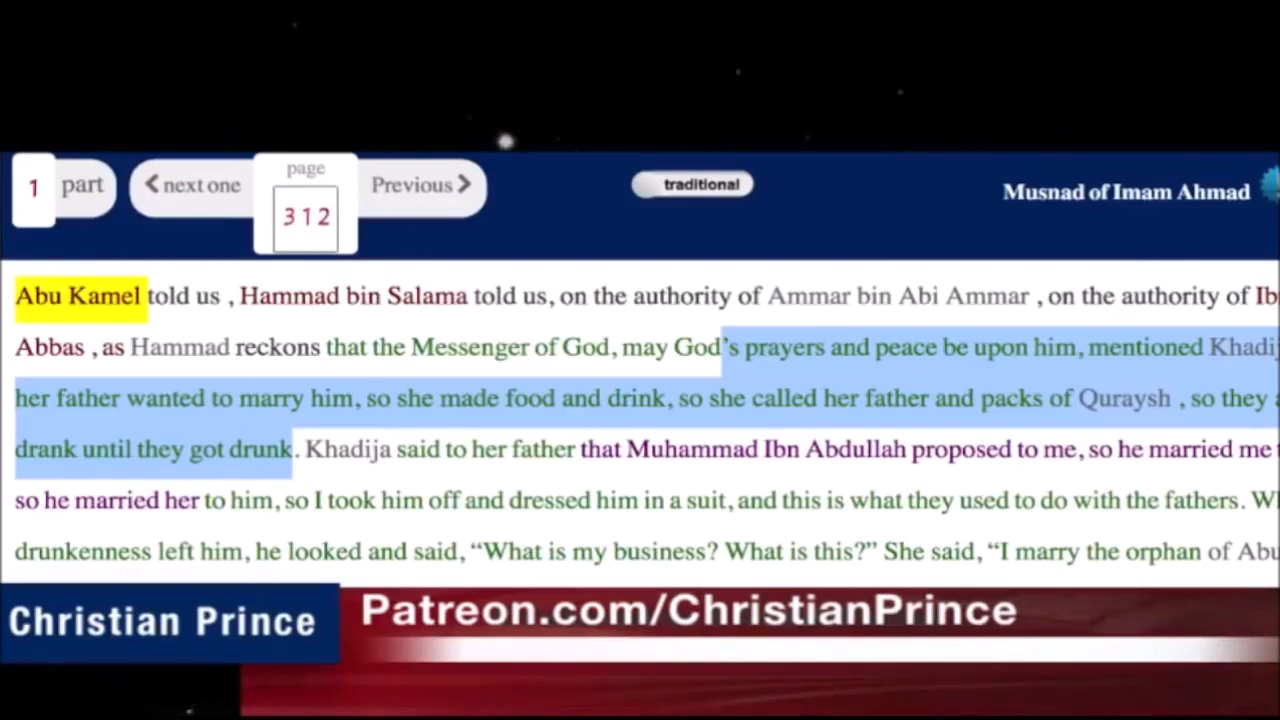 page
1 part
next one
312
Previous
traditional
Musnad of Imam Ahmad
Abu Kamel told us , Hammad bin Salama told us, on the authority of Ammar bin Abi Ammar , on the authority of
Abbas , as Hammad reckons that the Messenger of God, may God's prayers and peace be upon him, mentioned
her father wanted to marry him, so she made food and drink, so she called her father and packs of Quraysh , so they
drank until they got drunk. Khadija said to her father that Muhammad Ibn Abdullah proposed to me, so he married me
so he married her to him, so I took him off and dressed him in a suit, and this is what they used to do with the fathers.
drunkenness left him, he looked and said, “What is my business? What is this?” She said, “I marry the orphan of
Christian Prince
Patreon.com/ChristianPrince